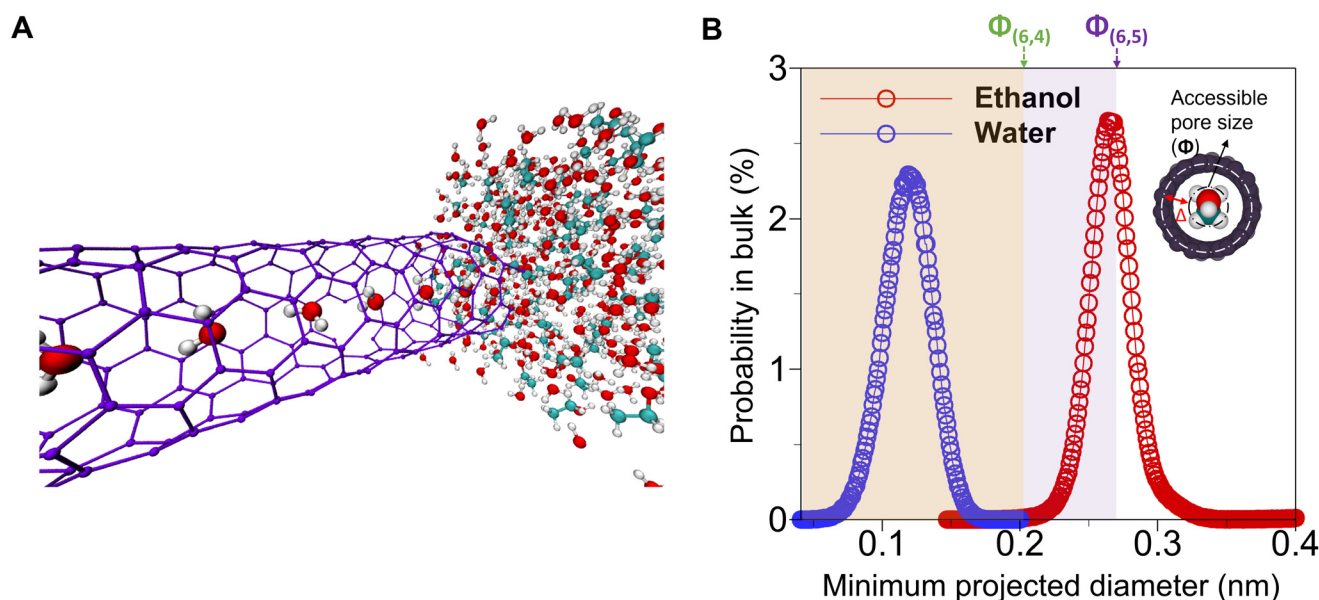 A
B
Φ(6,4)
Φ(6,5)
3
2
1
0
Probability in bulk (%)
Ethanol
Water
Accessible
pore size
(Φ)
Δ
0.1
0.2
0.3
0.4
Minimum projected diameter (nm)